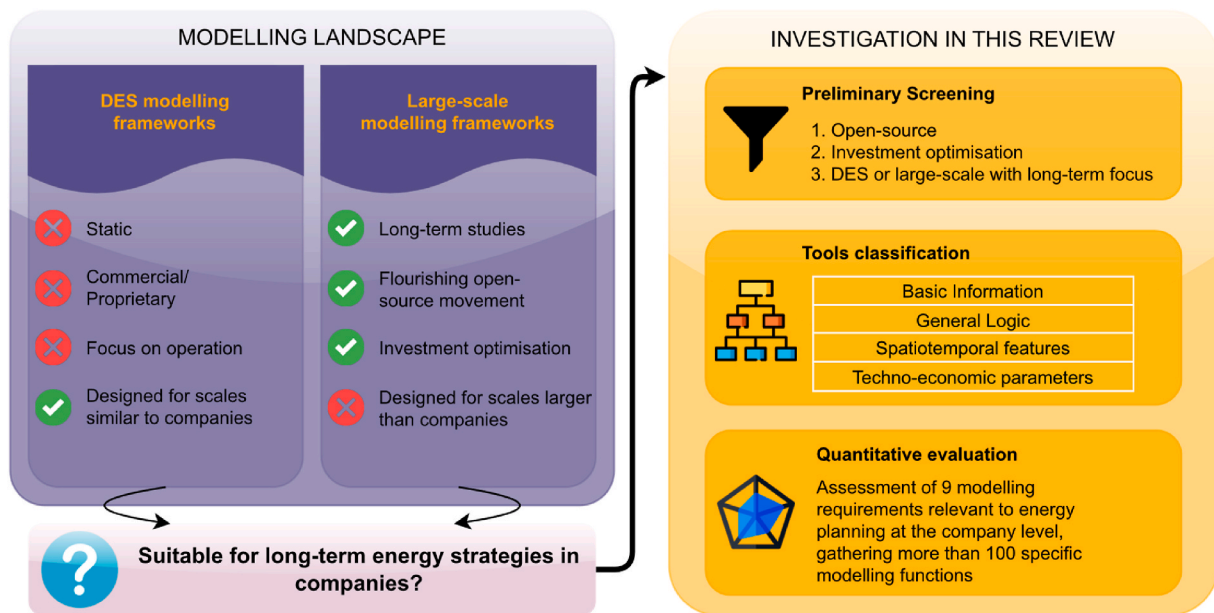 MODELLING LANDSCAPE
DES modelling
frameworks
Static
Commercial/
Proprietary
Focus on operation
Designed for scales
similar to companies
Large-scale
modelling frameworks
Long-term studies
Flourishing open-
source movement
Investment optimisation
Designed for scales larger
than companies
?
Suitable for long-term energy strategies in
companies?
INVESTIGATION IN THIS REVIEW
Preliminary Screening
1. Open-source
2. Investment optimisation
3. DES or large-scale with long-term focus
Tools classification
Basic Information
General Logic
Spatiotemporal features
Techno-economic parameters
Quantitative evaluation
Assessment of 9 modelling
requirements relevant to energy
planning at the company level,
gathering more than 100 specific
modelling functions